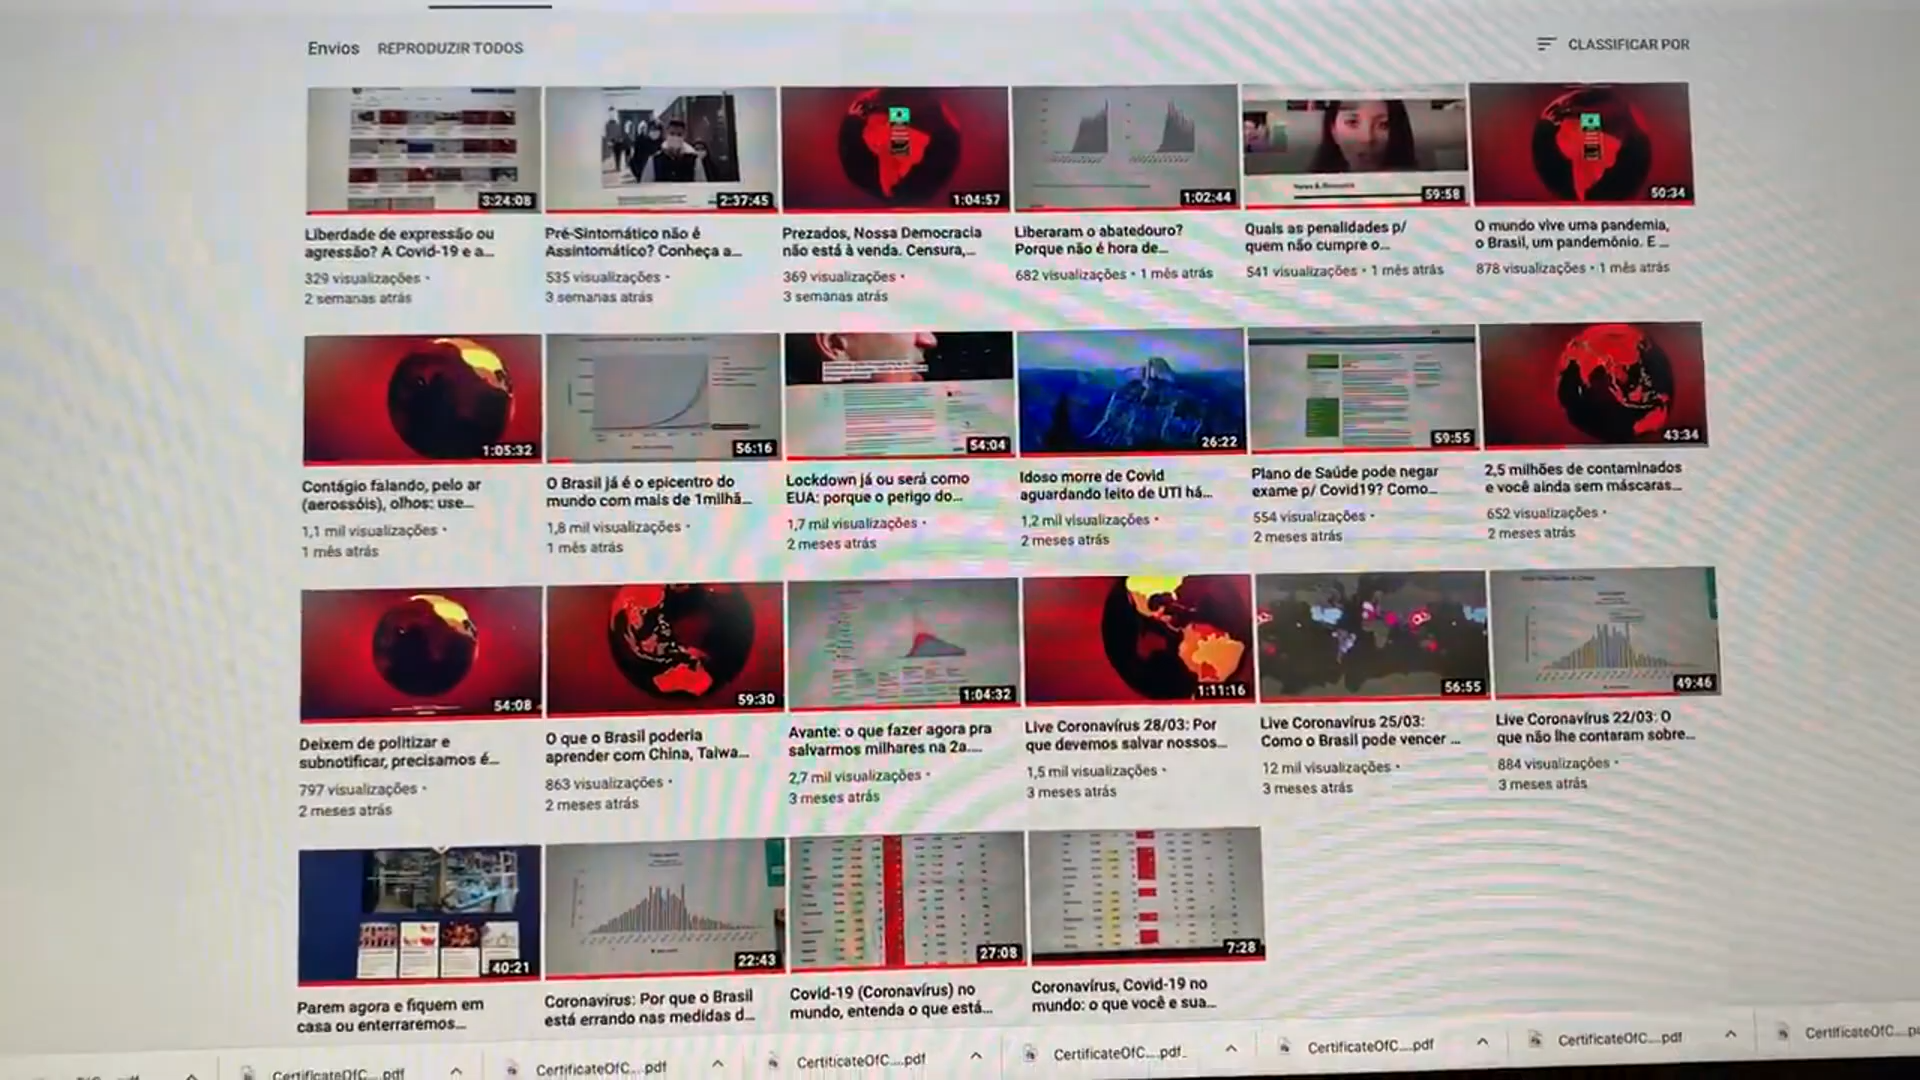 Envios REPRODUZIR TODOS
CLASSIFICAR POR
3:24:08
2:37:45
1:04:57
1:02:44
59:58
50:34
Liberdade de expressão ou
agressão? A Covid-19 e a...
329 visualizações •
2 semanas atrás
Pré-Sintomático não é
Assintomático? Conheça a...
535 visualizações •
3 semanas atrás
Prezados, Nossa Democracia
não está à venda. Censura,...
369 visualizações •
3 semanas atrás
Liberaram o abatedouro?
Porque não é hora de...
682 visualizações • 1 mês atrás
Quais as penalidades p/
quem não cumpre o...
541 visualizações • 1 mês atrás
O mundo vive uma pandemia,
o Brasil, um pandemônio. E ...
878 visualizações • 1 mês atrás
1:05:32
56:16
54:04
26:22
59:55
43:34
Contágio falando, pelo ar
(aerossóis), olhos: use...
1,1 mil visualizações •
1 mês atrás
O Brasil já é o epicentro do
mundo com mais de 1milhã...
1,8 mil visualizações •
1 mês atrás
Lockdown já ou será como
EUA: porque o perigo do...
1,7 mil visualizações •
2 meses atrás
Idoso morre de Covid
aguardando leito de UTI há...
1,2 mil visualizações •
2 meses atrás
Plano de Saúde pode negar
exame p/ Covid19? Como...
554 visualizações •
2 meses atrás
2,5 milhões de contaminados
e você ainda sem máscaras...
652 visualizações •
2 meses atrás
54:08
59:30
1:04:32
1:11:16
56:55
49:46
Deixem de politizar e
subnotificar, precisamos é...
797 visualizações •
2 meses atrás
O que o Brasil poderia
aprender com China, Taiwa...
863 visualizações •
2 meses atrás
Avante: o que fazer agora pra
salvarmos milhares na 2a....
2,7 mil visualizações •
3 meses atrás
Live Coronavírus 28/03: Por
que devemos salvar nossos...
1,5 mil visualizações •
3 meses atrás
Live Coronavírus 25/03:
Como o Brasil pode vencer ...
12 mil visualizações •
3 meses atrás
Live Coronavírus 22/03: O
que não lhe contaram sobre...
884 visualizações •
3 meses atrás
40:21
22:43
27:08
7:28
Parem agora e fiquem em
casa ou enterraremos...
Coronavírus: Por que o Brasil
está errando nas medidas d...
Covid-19 (Coronavírus) no
mundo, entenda o que está...
Coronavírus, Covid-19 no
mundo: o que você e sua...
CertificateOfC....pdf
CertificateOfC....pdf
CertificateOfC....pdf
CertificateOfC....pdf
CertificateOfC....pdf
CertificateOfC....pdf
CertificateOfC....